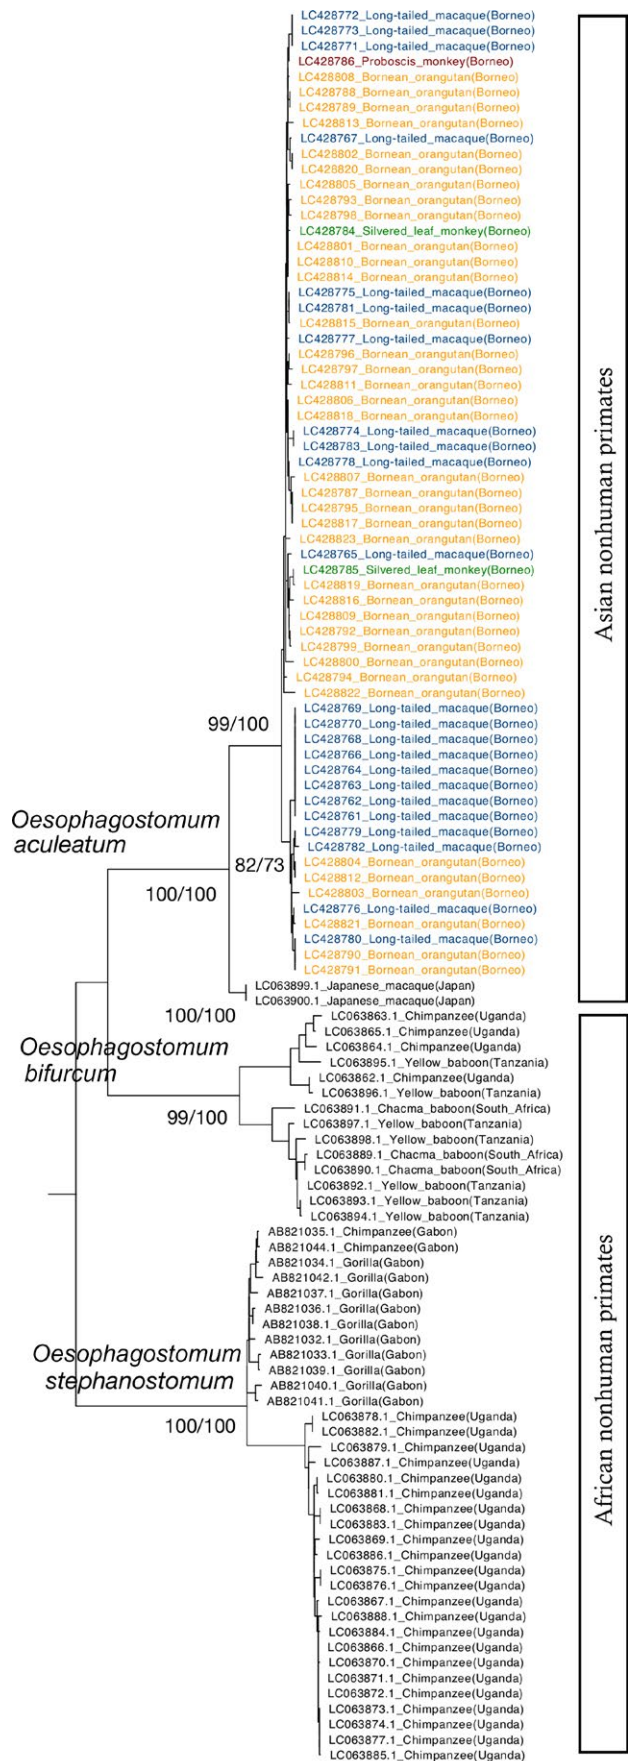 LC428772_Long-tailed_macaque(Borneo)
LC428773_Long-tailed_macaque(Borneo)
LC428771_Long-tailed_macaque(Borneo)
LC428786_Proboscis_monkey(Borneo)
LC428808_Bornean_orangutan(Borneo)
LC428788_Bornean_orangutan(Borneo)
LC428789_Bornean_orangutan(Borneo)
LC428813_Bornean_orangutan(Borneo)
LC428767_Long-tailed_macaque(Borneo)
LC428802_Bornean_orangutan(Borneo)
LC428820_Bornean_orangutan(Borneo)
LC428805_Bornean_orangutan(Borneo)
LC428793_Bornean_orangutan(Borneo)
LC428798_Bornean_orangutan(Borneo)
LC428784_Silvered_leaf_monkey(Borneo)
LC428801_Bornean_orangutan(Borneo)
LC428810_Bornean_orangutan(Borneo)
LC428814_Bornean_orangutan(Borneo)
LC428775_Long-tailed_macaque(Borneo)
LC428781_Long-tailed_macaque(Borneo)
LC428815_Bornean_orangutan(Borneo)
LC428777_Long-tailed_macaque(Borneo)
LC428796_Bornean_orangutan(Borneo)
LC428797_Bornean_orangutan(Borneo)
LC428811_Bornean_orangutan(Borneo)
LC428806_Bornean_orangutan(Borneo)
LC428818_Bornean_orangutan(Borneo)
LC428774_Long-tailed_macaque(Borneo)
LC428783_Long-tailed_macaque(Borneo)
LC428778_Long-tailed_macaque(Borneo)
LC428807_Bornean_orangutan(Borneo)
LC428787_Bornean_orangutan(Borneo)
LC428795_Bornean_orangutan(Borneo)
LC428817_Bornean_orangutan(Borneo)
LC428823_Bornean_orangutan(Borneo)
LC428765_Long-tailed_macaque(Borneo)
LC428785_Silvered_leaf_monkey(Borneo)
LC428819_Bornean_orangutan(Borneo)
LC428816_Bornean_orangutan(Borneo)
LC428809_Bornean_orangutan(Borneo)
LC428792_Bornean_orangutan(Borneo)
LC428799_Bornean_orangutan(Borneo)
LC428800_Bornean_orangutan(Borneo)
LC428794_Bornean_orangutan(Borneo)
LC428822_Bornean_orangutan(Borneo)
LC428769_Long-tailed_macaque(Borneo)
LC428770_Long-tailed_macaque(Borneo)
LC428768_Long-tailed_macaque(Borneo)
LC428766_Long-tailed_macaque(Borneo)
LC428764_Long-tailed_macaque(Borneo)
LC428763_Long-tailed_macaque(Borneo)
LC428762_Long-tailed_macaque(Borneo)
LC428761_Long-tailed_macaque(Borneo)
LC428779_Long-tailed_macaque(Borneo)
LC428782_Long-tailed_macaque(Borneo)
LC428804_Bornean_orangutan(Borneo)
LC428812_Bornean_orangutan(Borneo)
LC428803_Bornean_orangutan(Borneo)
LC428776_Long-tailed_macaque(Borneo)
LC428821_Bornean_orangutan(Borneo)
LC428780_Long-tailed_macaque(Borneo)
LC428790_Bornean_orangutan(Borneo)
LC428791_Bornean_orangutan(Borneo)
LC063899.1_Japanese_macaque(Japan)
LC063900.1_Japanese_macaque(Japan)
99/100
Oesophagostomum
aculeatum
82/73
100/100
Asian nonhuman primates
100/100
Oesophagostomum
bifurcum
99/100
LC063863.1_Chimpanzee(Uganda)
LC063865.1_Chimpanzee(Uganda)
LC063864.1_Chimpanzee(Uganda)
LC063895.1_Yellow_baboon(Tanzania)
LC063862.1_Chimpanzee(Uganda)
LC063896.1_Yellow_baboon(Tanzania)
LC063891.1_Chacma_baboon(South_Africa)
LC063897.1_Yellow_baboon(Tanzania)
LC063898.1_Yellow_baboon(Tanzania)
LC063889.1_Chacma_baboon(South_Africa)
LC063890.1_Chacma_baboon(South_Africa)
LC063892.1_Yellow_baboon(Tanzania)
LC063893.1_Yellow_baboon(Tanzania)
LC063894.1_Yellow_baboon(Tanzania)
AB821035.1_Chimpanzee(Gabon)
AB821044.1_Chimpanzee(Gabon)
AB821034.1_Gorilla(Gabon)
AB821042.1_Gorilla(Gabon)
AB821037.1_Gorilla(Gabon)
AB821036.1_Gorilla(Gabon)
AB821038.1_Gorilla(Gabon)
AB821032.1_Gorilla(Gabon)
AB821033.1_Gorilla(Gabon)
AB821039.1_Gorilla(Gabon)
AB821040.1_Gorilla(Gabon)
AB821041.1_Gorilla(Gabon)
Oesophagostomum
stephanostomum
100/100
LC063878.1_Chimpanzee(Uganda)
LC063882.1_Chimpanzee(Uganda)
LC063879.1_Chimpanzee(Uganda)
LC063887.1_Chimpanzee(Uganda)
LC063880.1_Chimpanzee(Uganda)
LC063881.1_Chimpanzee(Uganda)
LC063868.1_Chimpanzee(Uganda)
LC063883.1_Chimpanzee(Uganda)
LC063869.1_Chimpanzee(Uganda)
LC063886.1_Chimpanzee(Uganda)
LC063875.1_Chimpanzee(Uganda)
LC063876.1_Chimpanzee(Uganda)
LC063867.1_Chimpanzee(Uganda)
LC063888.1_Chimpanzee(Uganda)
LC063884.1_Chimpanzee(Uganda)
LC063866.1_Chimpanzee(Uganda)
LC063870.1_Chimpanzee(Uganda)
LC063871.1_Chimpanzee(Uganda)
LC063872.1_Chimpanzee(Uganda)
LC063873.1_Chimpanzee(Uganda)
LC063874.1_Chimpanzee(Uganda)
LC063877.1_Chimpanzee(Uganda)
LC063885.1_Chimpanzee(Uganda)
African nonhuman primates